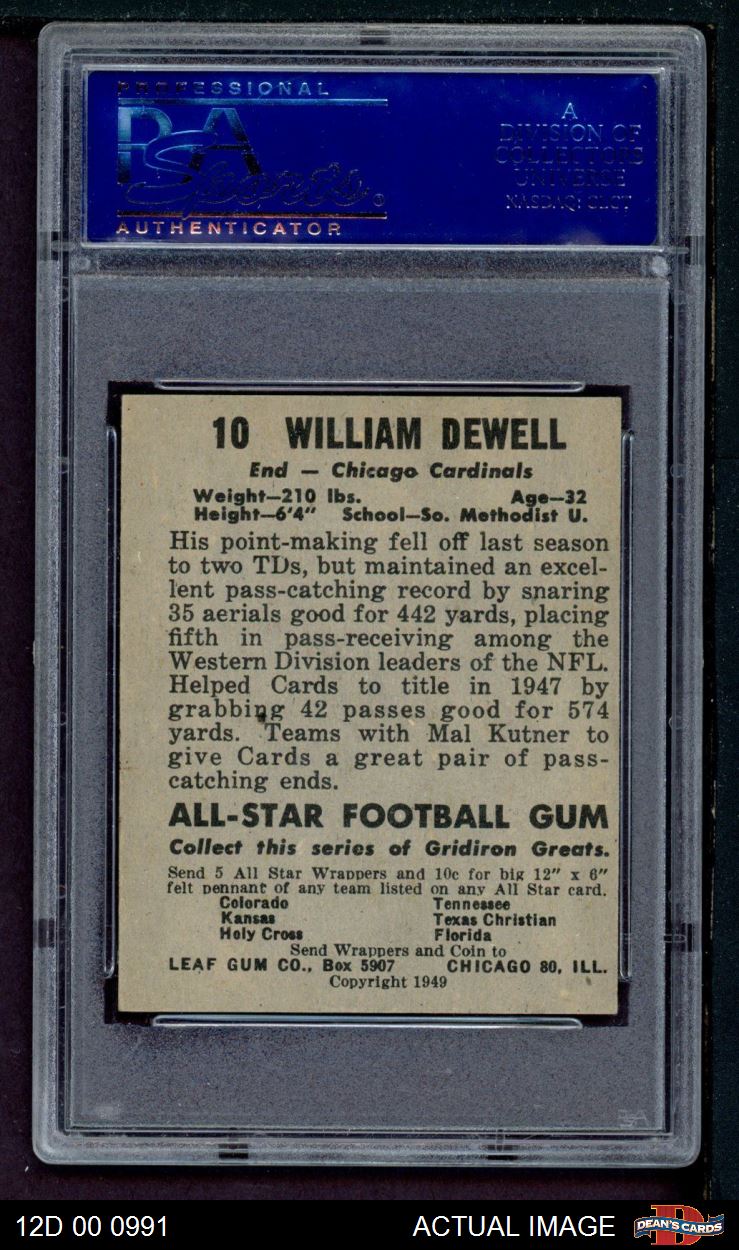 PROFESSIONAL
PSA
Sports
AUTHENTICATOR
A
DIVISION OF
COLLECTORS
UNIVERSE
NASDAQ: CLCT
10 WILLIAM DEWELL
End — Chicago Cardinals
Weight—210 lbs. Age—32
Height—6'4" School—So. Methodist U.
His point-making fell off last season
to two TDs, but maintained an excel-
lent pass-catching record by snaring
35 aerials good for 442 yards, placing
fifth in pass-receiving among the
Western Division leaders of the NFL.
Helped Cards to title in 1947 by
grabbing 42 passes good for 574
yards. Teams with Mal Kutner to
give Cards a great pair of pass-
catching ends.
ALL-STAR FOOTBALL GUM
Collect this series of Gridiron Greats.
Send 5 All Star Wrappers and 10c for big 12" x 6"
felt pennant of any team listed on any All Star card.
Colorado Tennessee
Kansas Texas Christian
Holy Cross Florida
Send Wrappers and Coin to
LEAF GUM CO., Box 5907 CHICAGO 80, ILL.
Copyright 1949
PSA
12D 00 0991 ACTUAL IMAGE DEAN'S CARDS